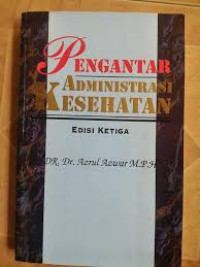 PENGANTAR
ADMINISTRASI
KESEHATAN
EDISI KETIGA
DR. Dr. Azrul Azwar M.P.H